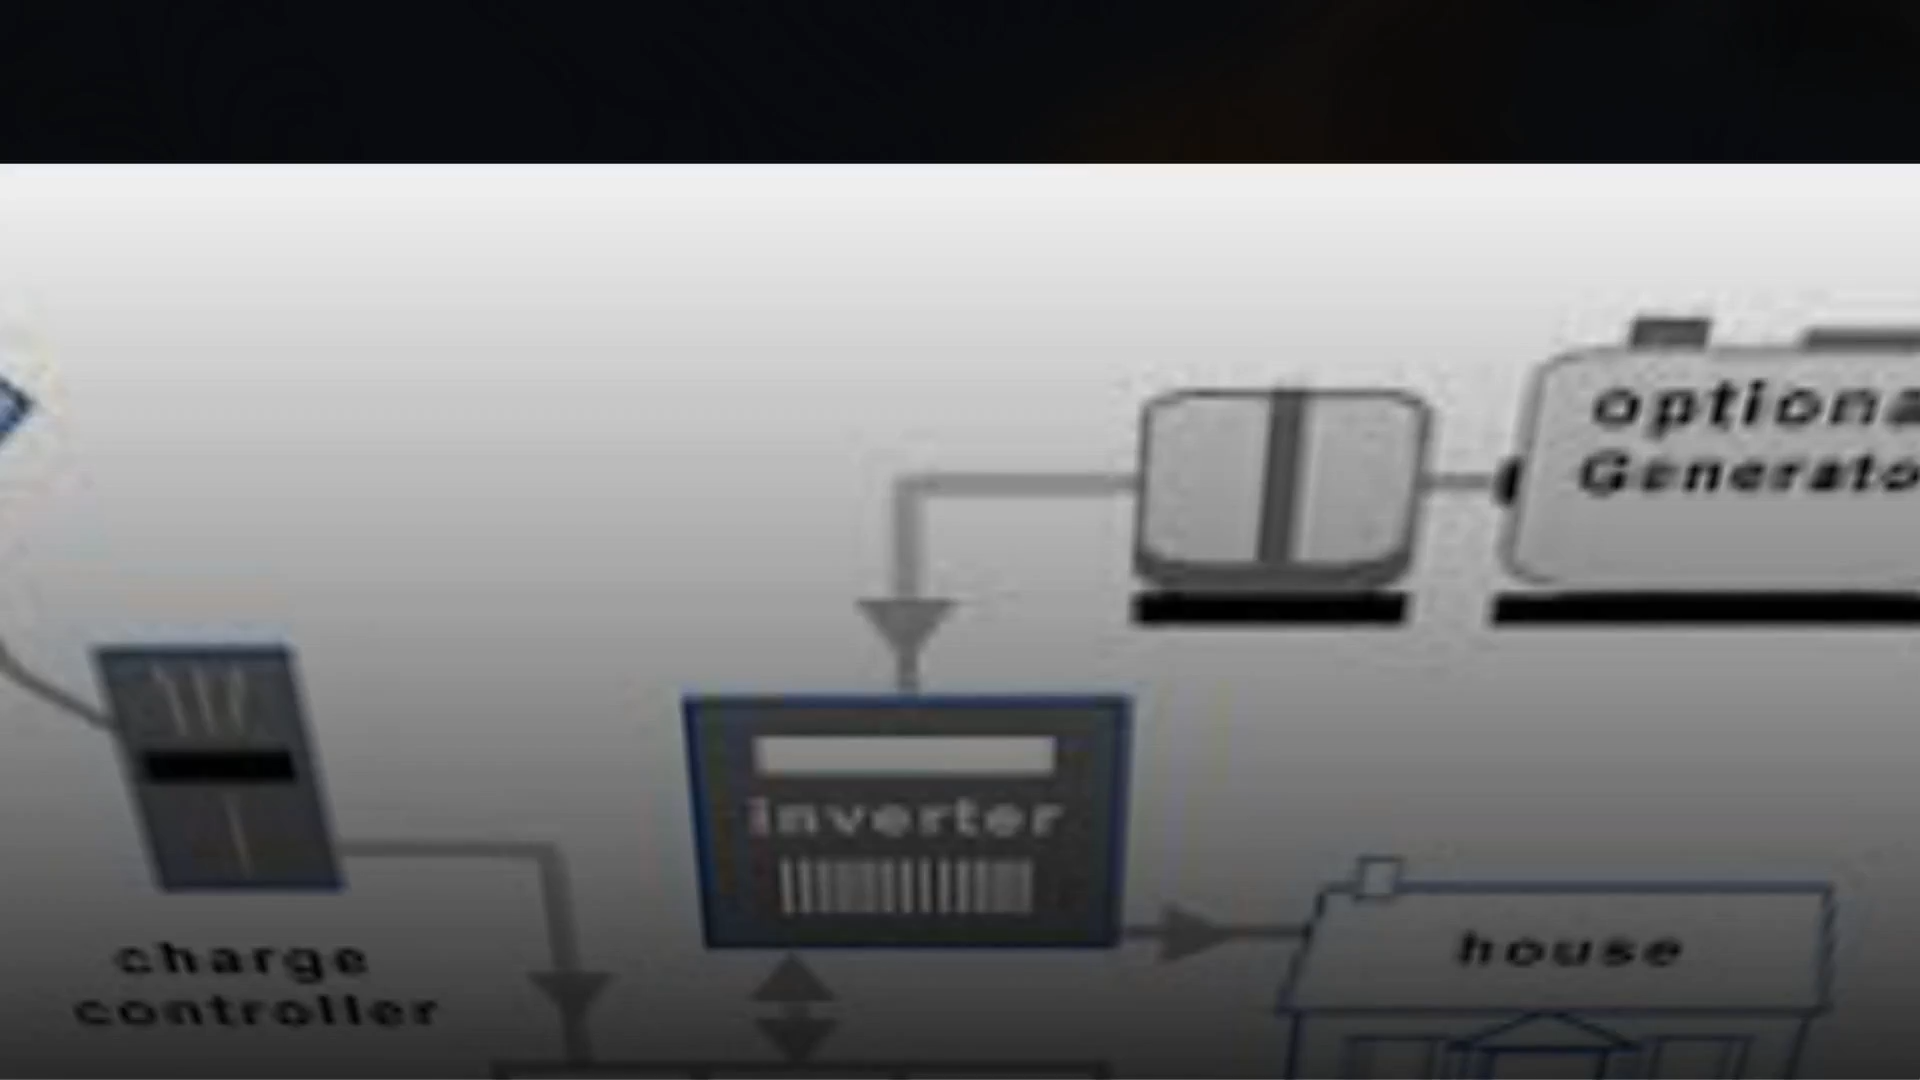 optiona
Generato
inverter
charge
controller
house